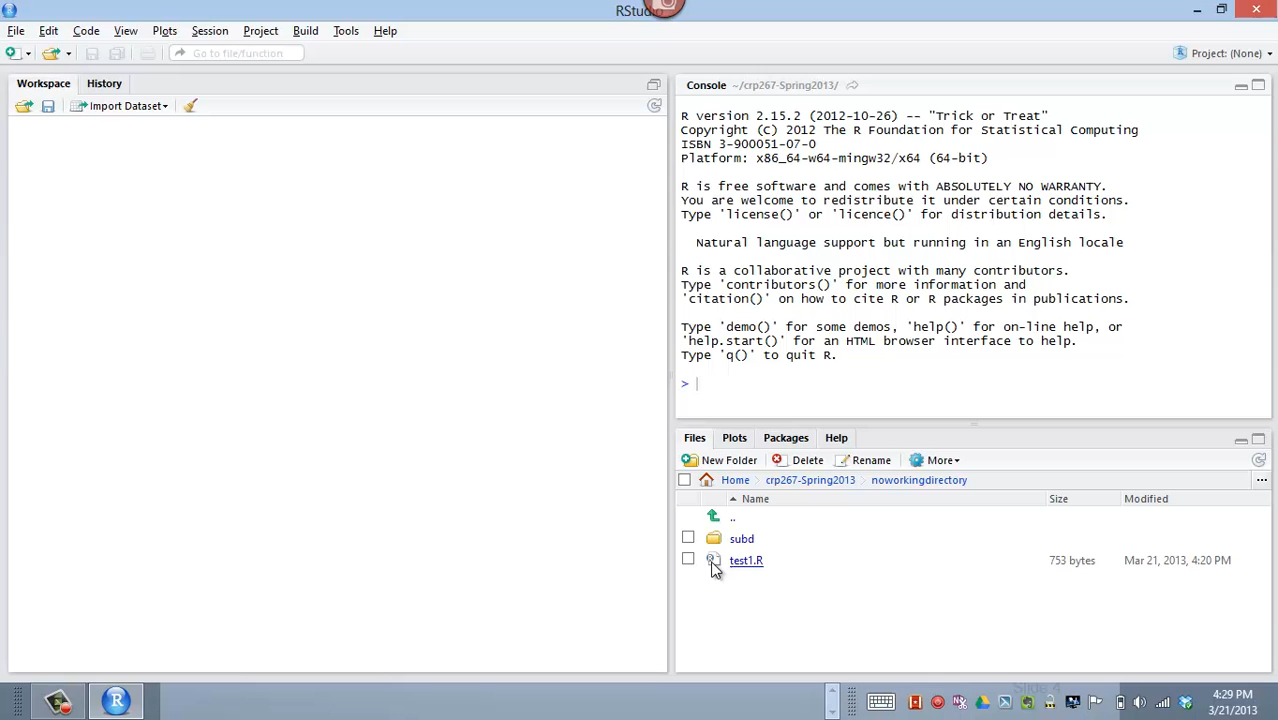 RStudio
File Edit Code View Plots Session Project Build Tools Help
Go to file/function
Project: (None)
Workspace History
Import Dataset
Console ~/crp267-Spring2013/
R version 2.15.2 (2012-10-26) -- "Trick or Treat"
Copyright (C) 2012 The R Foundation for Statistical Computing
ISBN 3-900051-07-0
Platform: x86_64-w64-mingw32/x64 (64-bit)
R is free software and comes with ABSOLUTELY NO WARRANTY.
You are welcome to redistribute it under certain conditions.
Type 'license()' or 'licence()' for distribution details.
Natural language support but running in an English locale
R is a collaborative project with many contributors.
Type 'contributors()' for more information and
'citation()' on how to cite R or R packages in publications.
Type 'demo()' for some demos, 'help()' for on-line help, or
'help.start()' for an HTML browser interface to help.
Type 'q()' to quit R.
>
Files Plots Packages Help
New Folder Delete Rename More
Home crp267-Spring2013 noworkingdirectory ...
Name Size Modified
..
subd
test1.R 753 bytes Mar 21, 2013, 4:20 PM
Slide 4
4:29 PM
3/21/2013